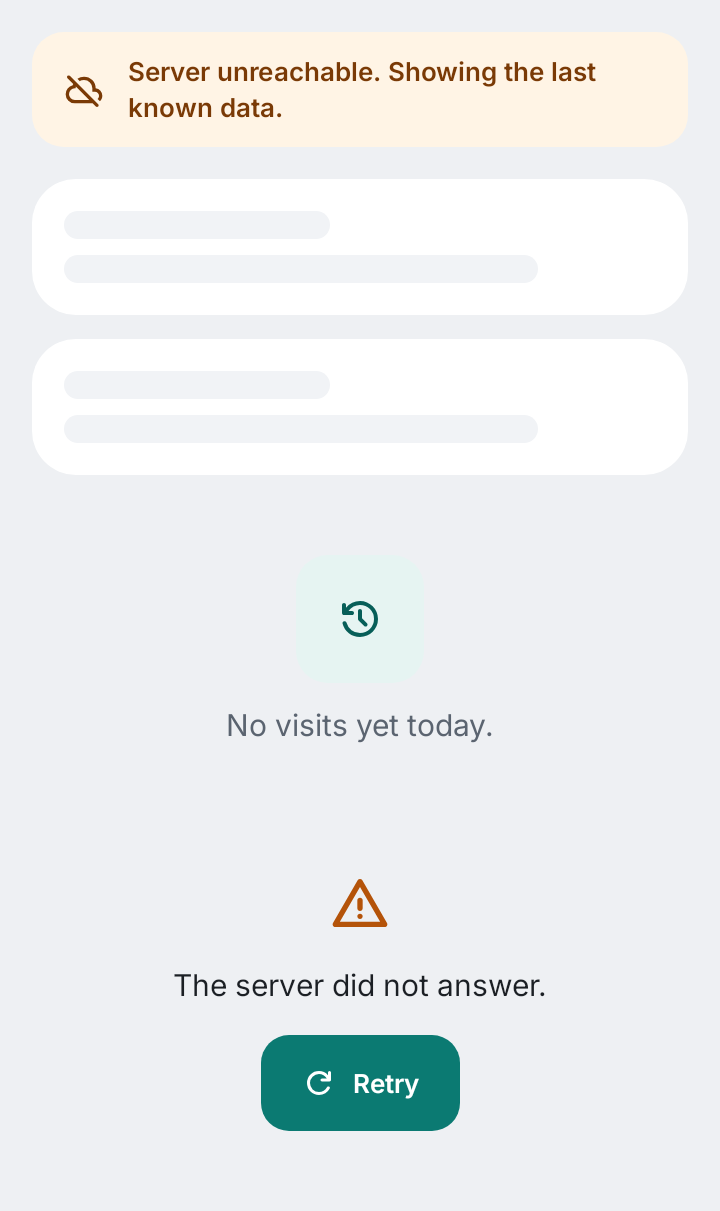 Server unreachable. Showing the last
known data.
No visits yet today.
The server did not answer.
Retry